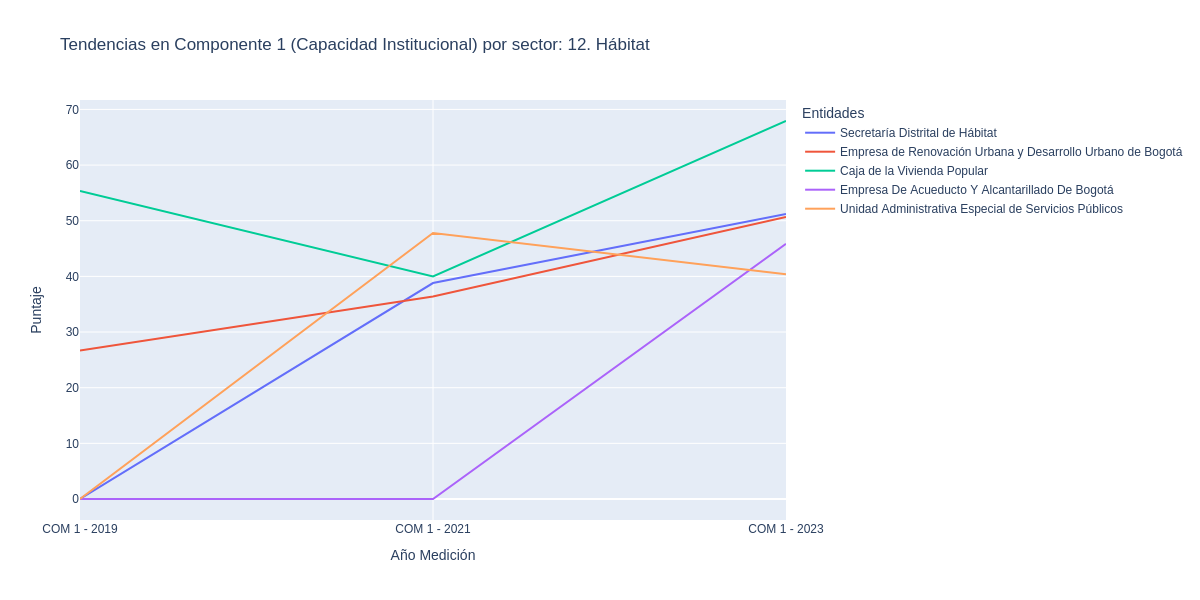 Tendencias en Componente 1 (Capacidad Institucional) por sector: 12. Hábitat
Puntaje
70
60
50
40
30
20
10
0
COM 1 - 2019
COM 1 - 2021
COM 1 - 2023
Año Medición
Entidades
Secretaría Distrital de Hábitat
Empresa de Renovación Urbana y Desarrollo Urbano de Bogotá
Caja de la Vivienda Popular
Empresa De Acueducto Y Alcantarillado De Bogotá
Unidad Administrativa Especial de Servicios Públicos